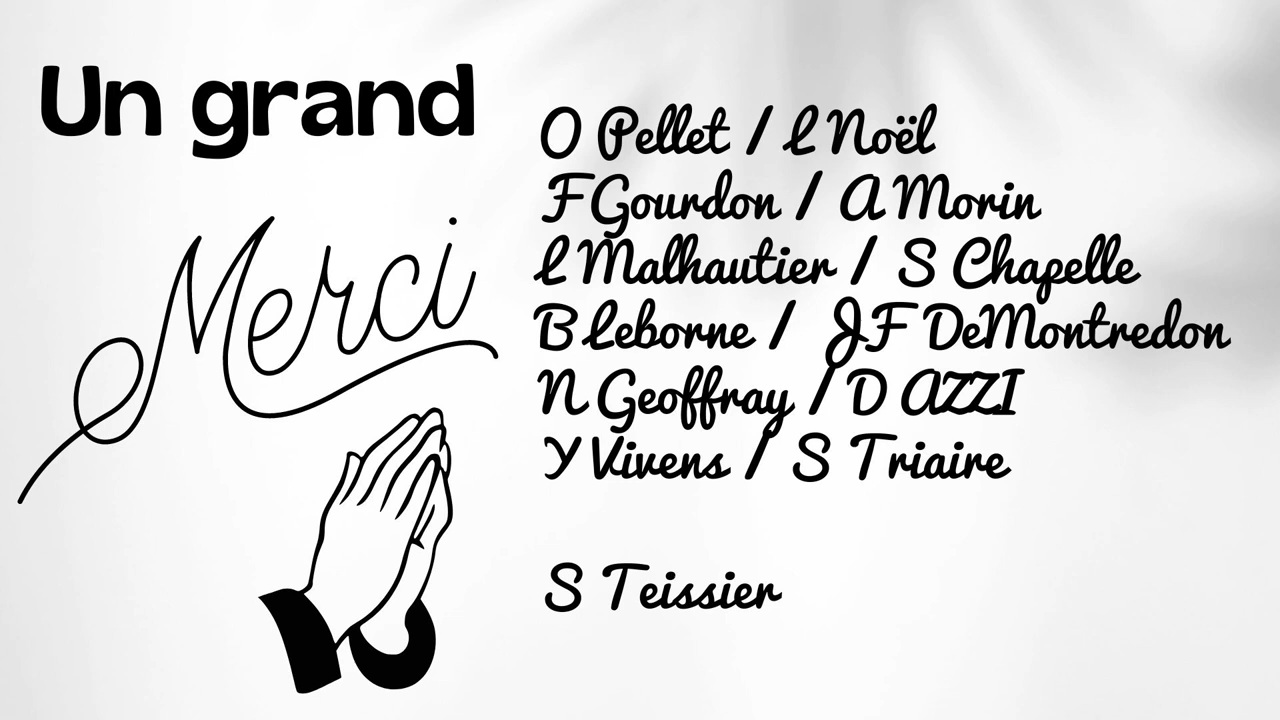 Un grand
Merci
O Pellet / L Noël
F Gourdon / A Morin
L Malhautier / S Chapelle
B Leborne / JF DeMontredon
N Geoffray / D AZZI
Y Vivens / S Triaire
S Teissier